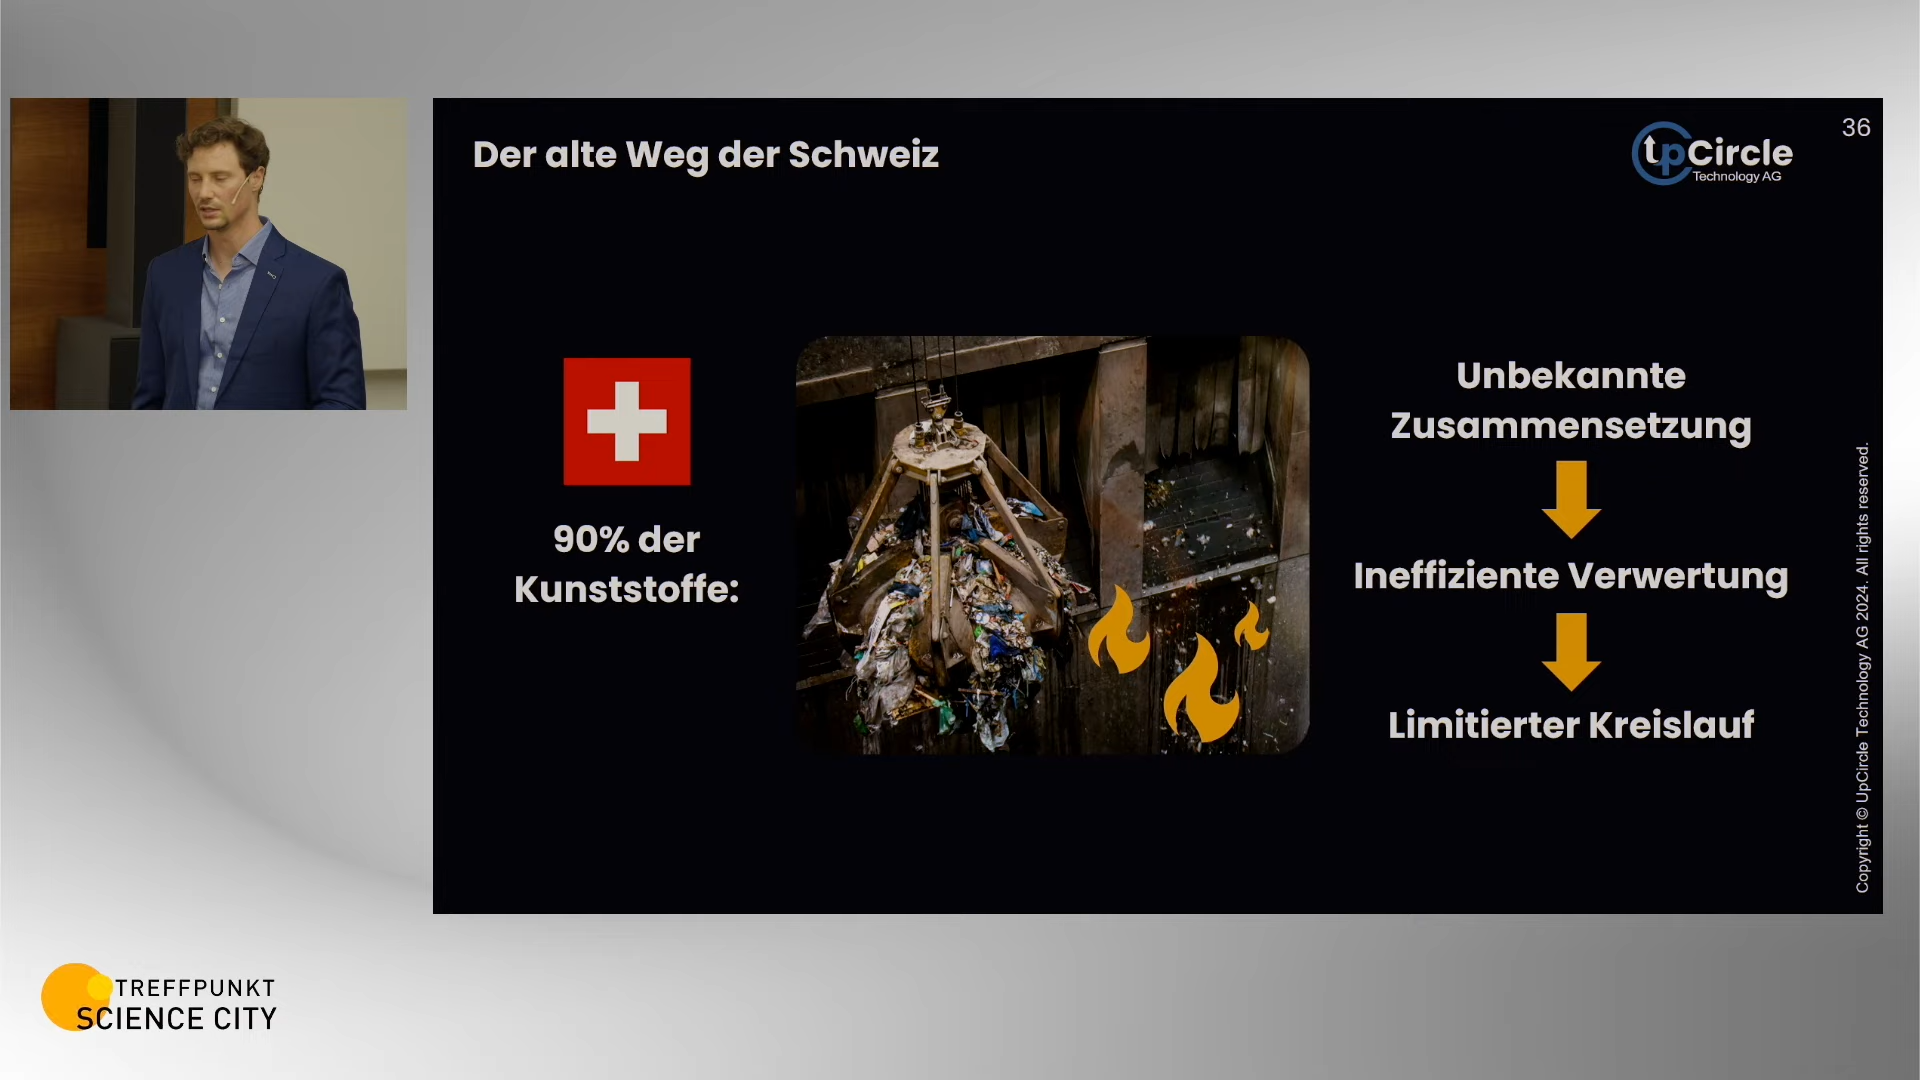 Der alte Weg der Schweiz
upCircle
Technology AG
36
90% der
Kunststoffe:
Unbekannte
Zusammensetzung
Ineffiziente Verwertung
Limitierter Kreislauf
Copyright © UpCircle Technology AG 2024. All rights reserved.
TREFFPUNKT
SCIENCE CITY